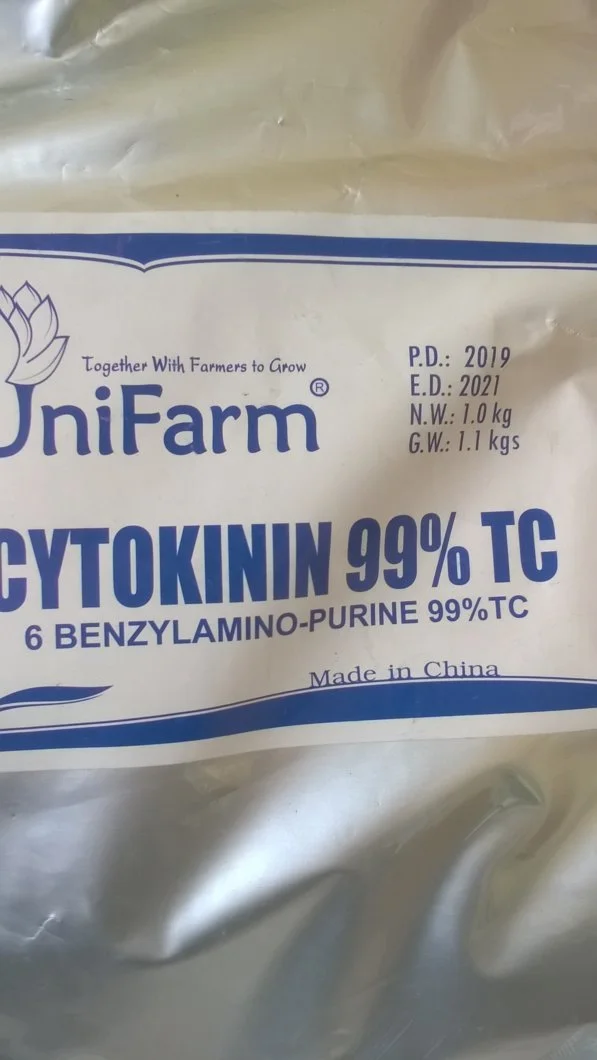 Together With Farmers to Grow
UniFarm®
P.D.: 2019
E.D.: 2021
N.W.: 1.0 kg
G.W.: 1.1 kgs
CYTOKININ 99% TC
6 BENZYLAMINO-PURINE 99%TC
Made in China